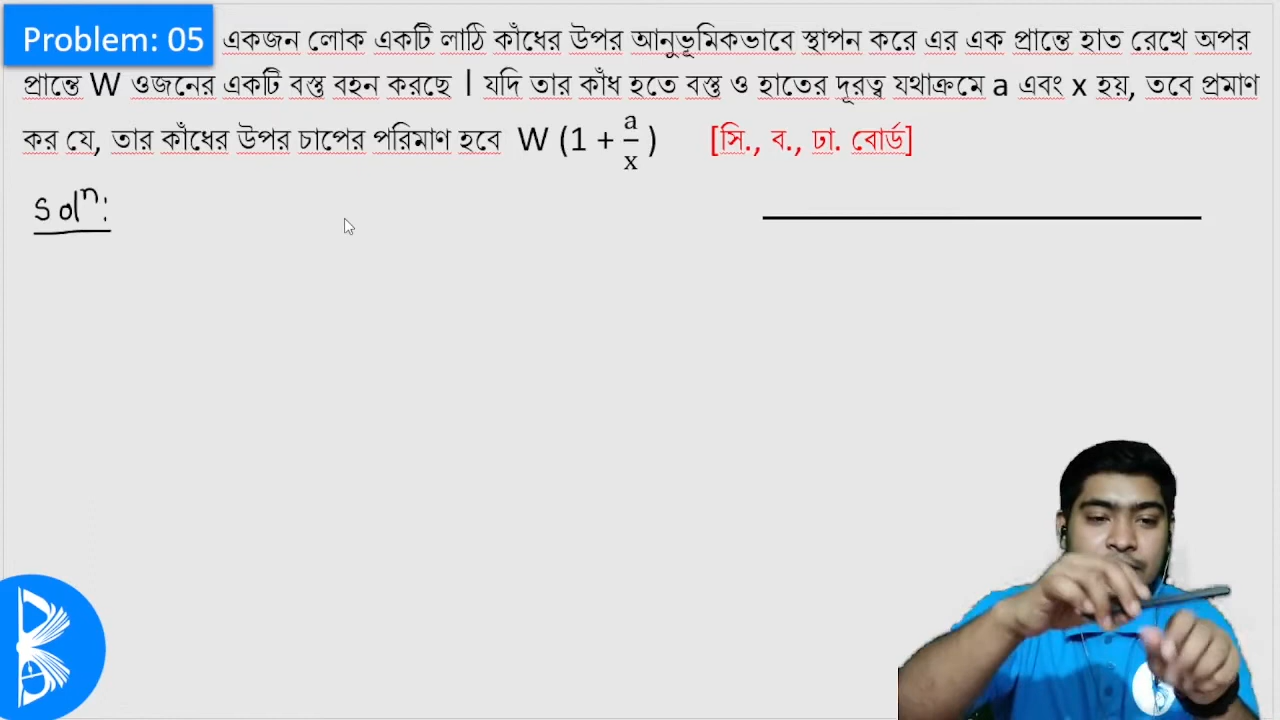 Problem: 05 একজন লোক একটি লাঠি কাঁধের উপর আনুভূমিকভাবে স্থাপন করে এর এক প্রান্তে হাত রেখে অপর
প্রান্তে W ওজনের একটি বস্তু বহন করছে | যদি তার কাঁধ হতে বস্তু ও হাতের দূরত্ব যথাক্রমে a এবং x হয়, তবে প্রমাণ
কর যে, তার কাঁধের উপর চাপের পরিমাণ হবে W (1 + a/x) [সি., ব., ঢা. বোর্ড]
Solⁿ: